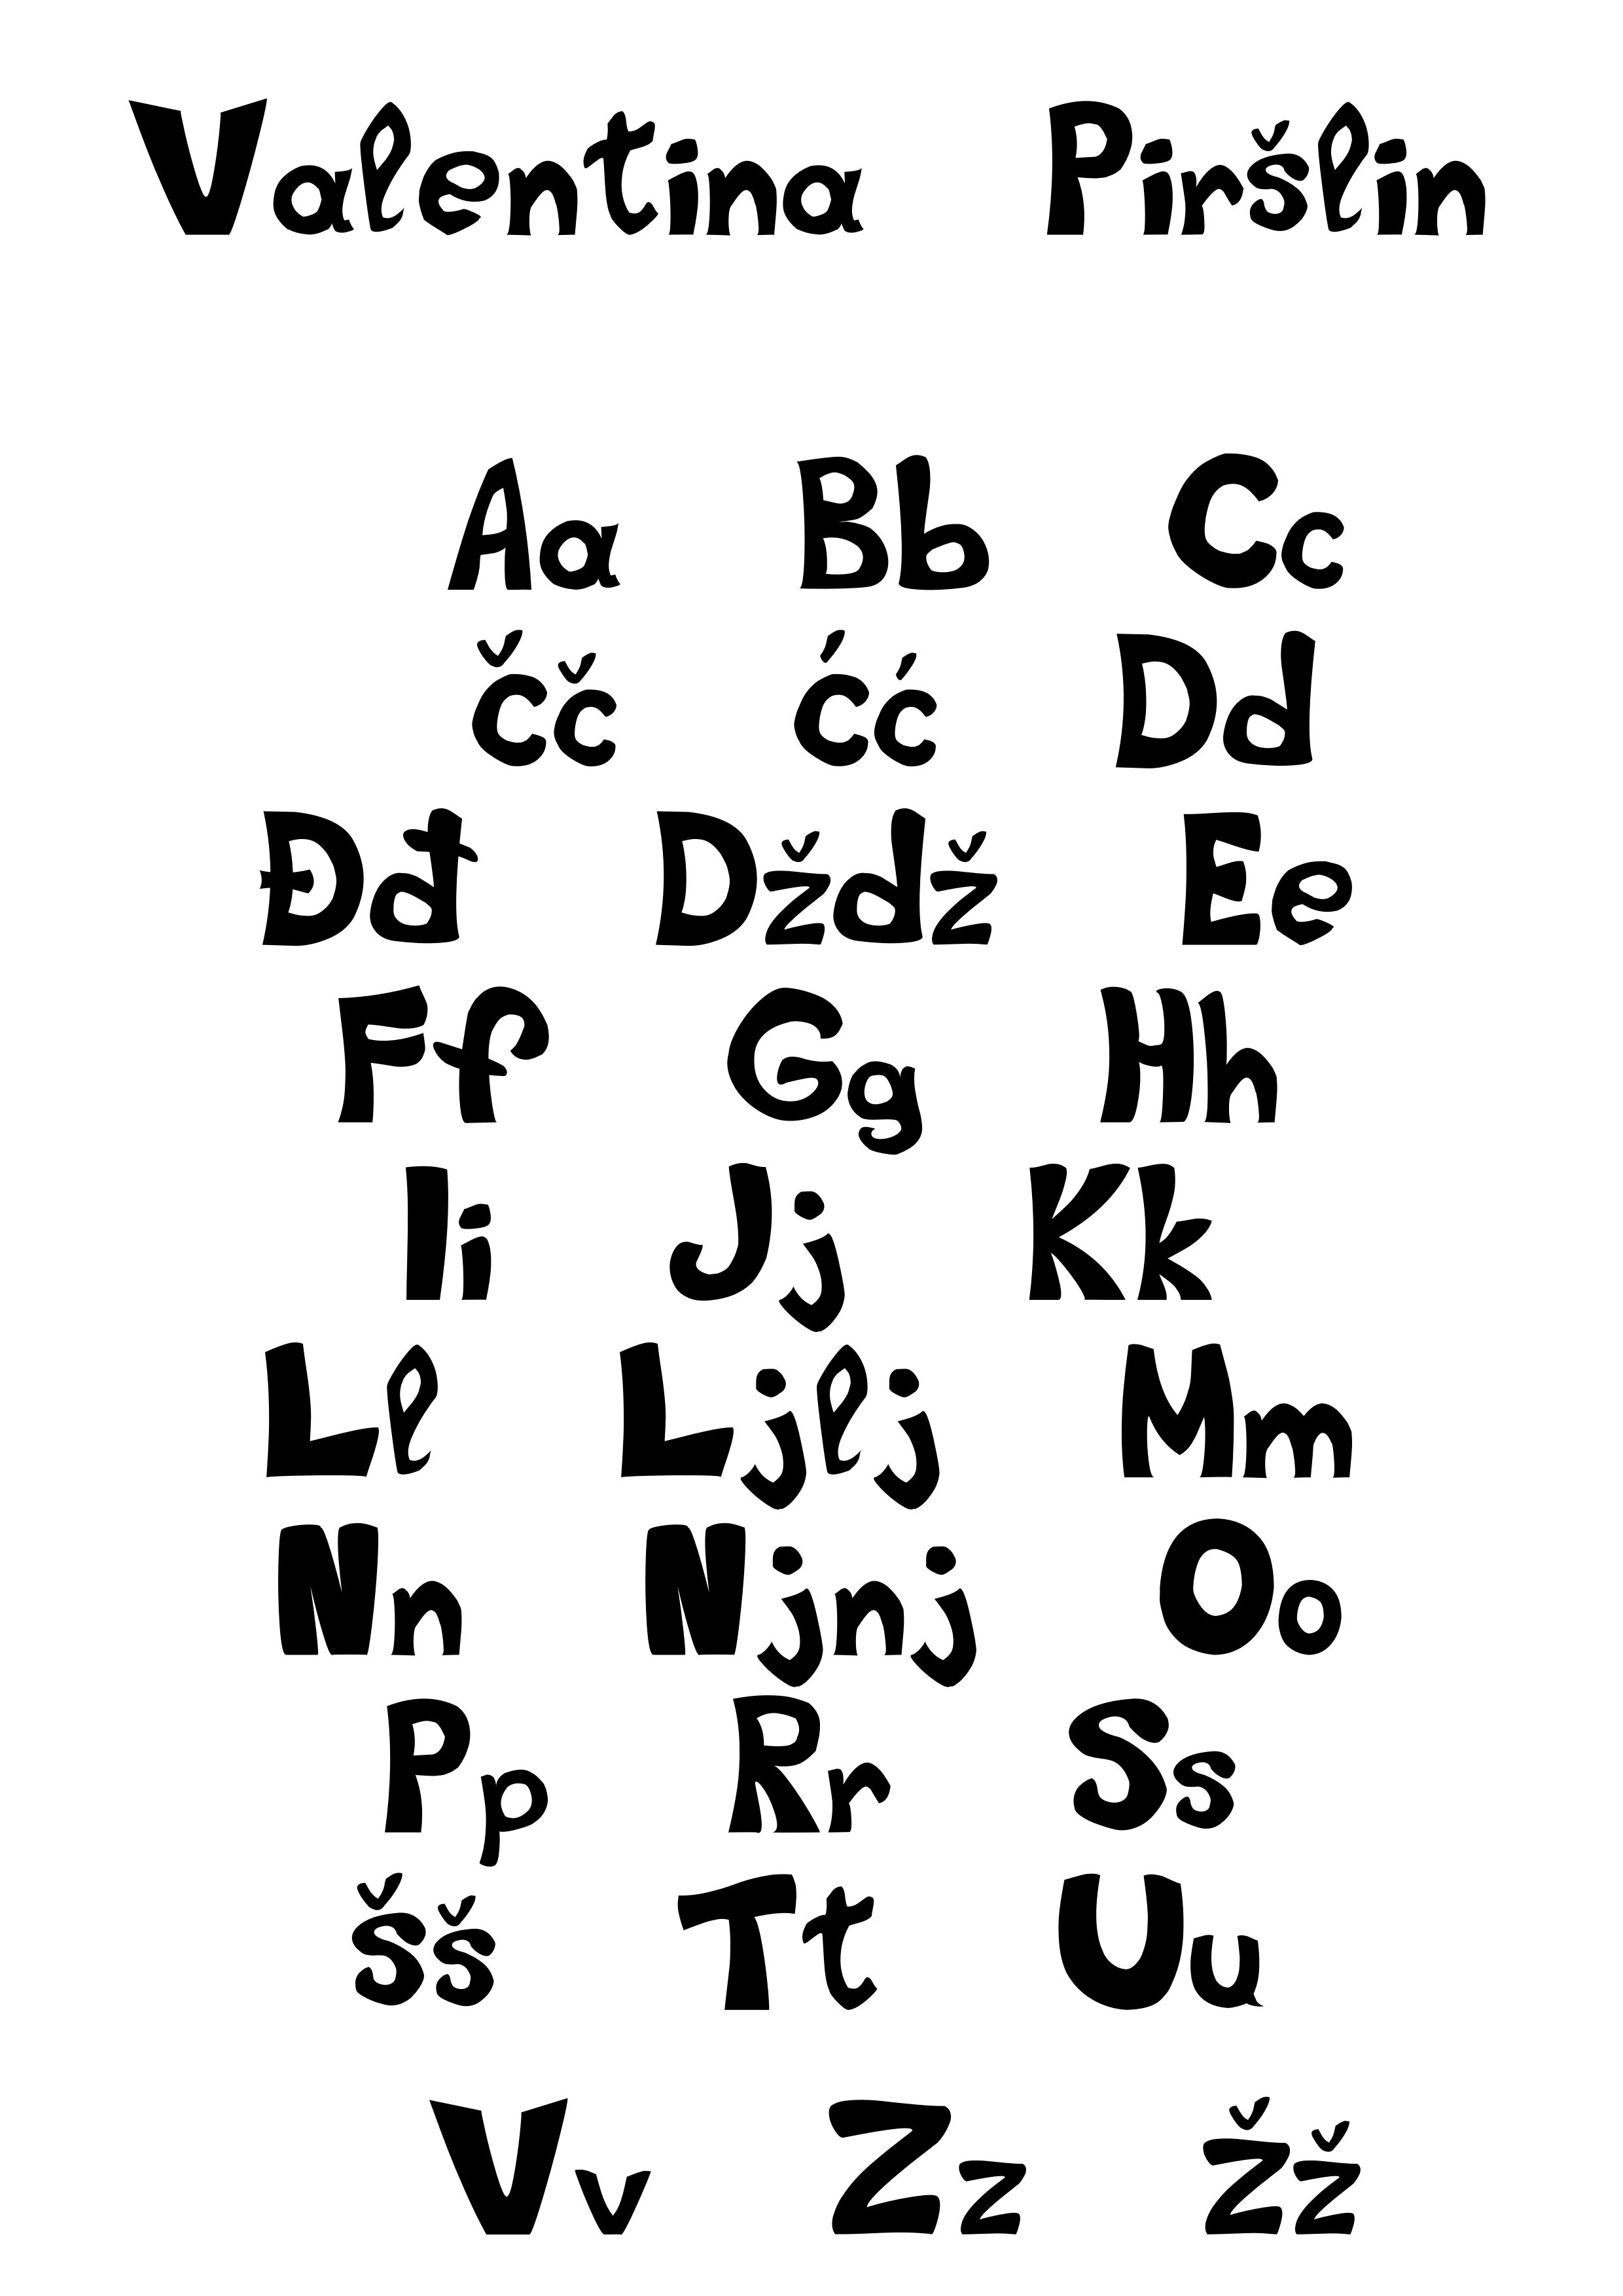 Valentina Piršlin
Aa Bb Cc
Čč Ćć Dd
Đđ Dždž Ee
Ff Gg Hh
Ii Jj Kk
Ll Ljlj Mm
Nn Njnj Oo
Pp Rr Ss
Šš Tt Uu
Vv Zz Žž